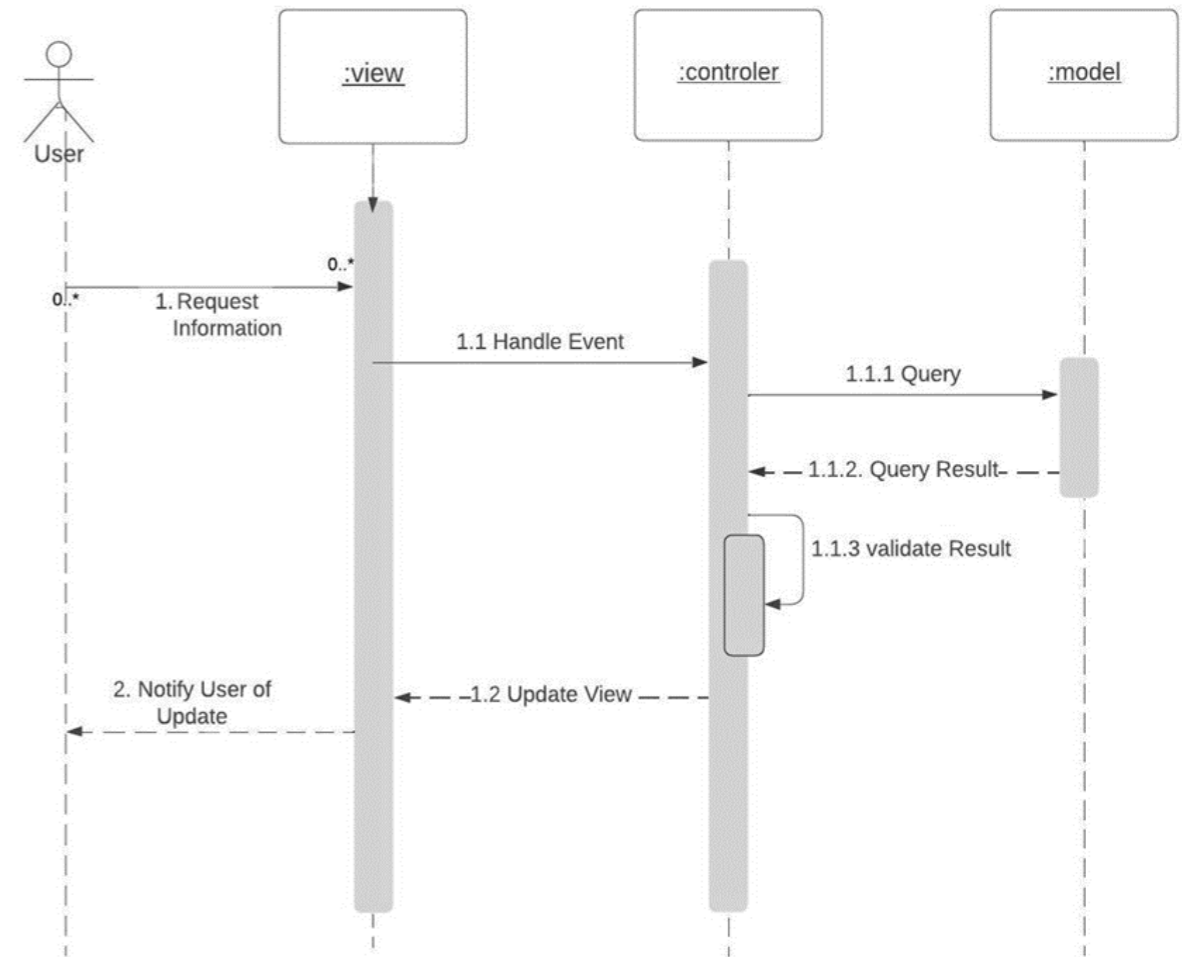 :view
:controler
:model
User
0..*
0..*
1. Request
Information
1.1 Handle Event
1.1.1 Query
1.1.2. Query Result
1.1.3 validate Result
1.2 Update View
2. Notify User of
Update